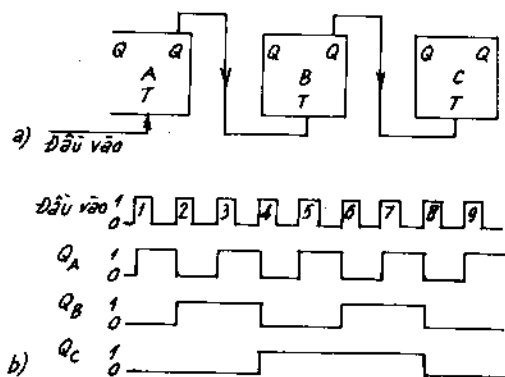 Q Q Q Q Q Q
A B C
T T T
a) Đầu vào
Đầu vào 1 0 1 2 3 4 5 6 7 8 9
Q_A 1 0
Q_B 1 0
Q_C 1 0
b)